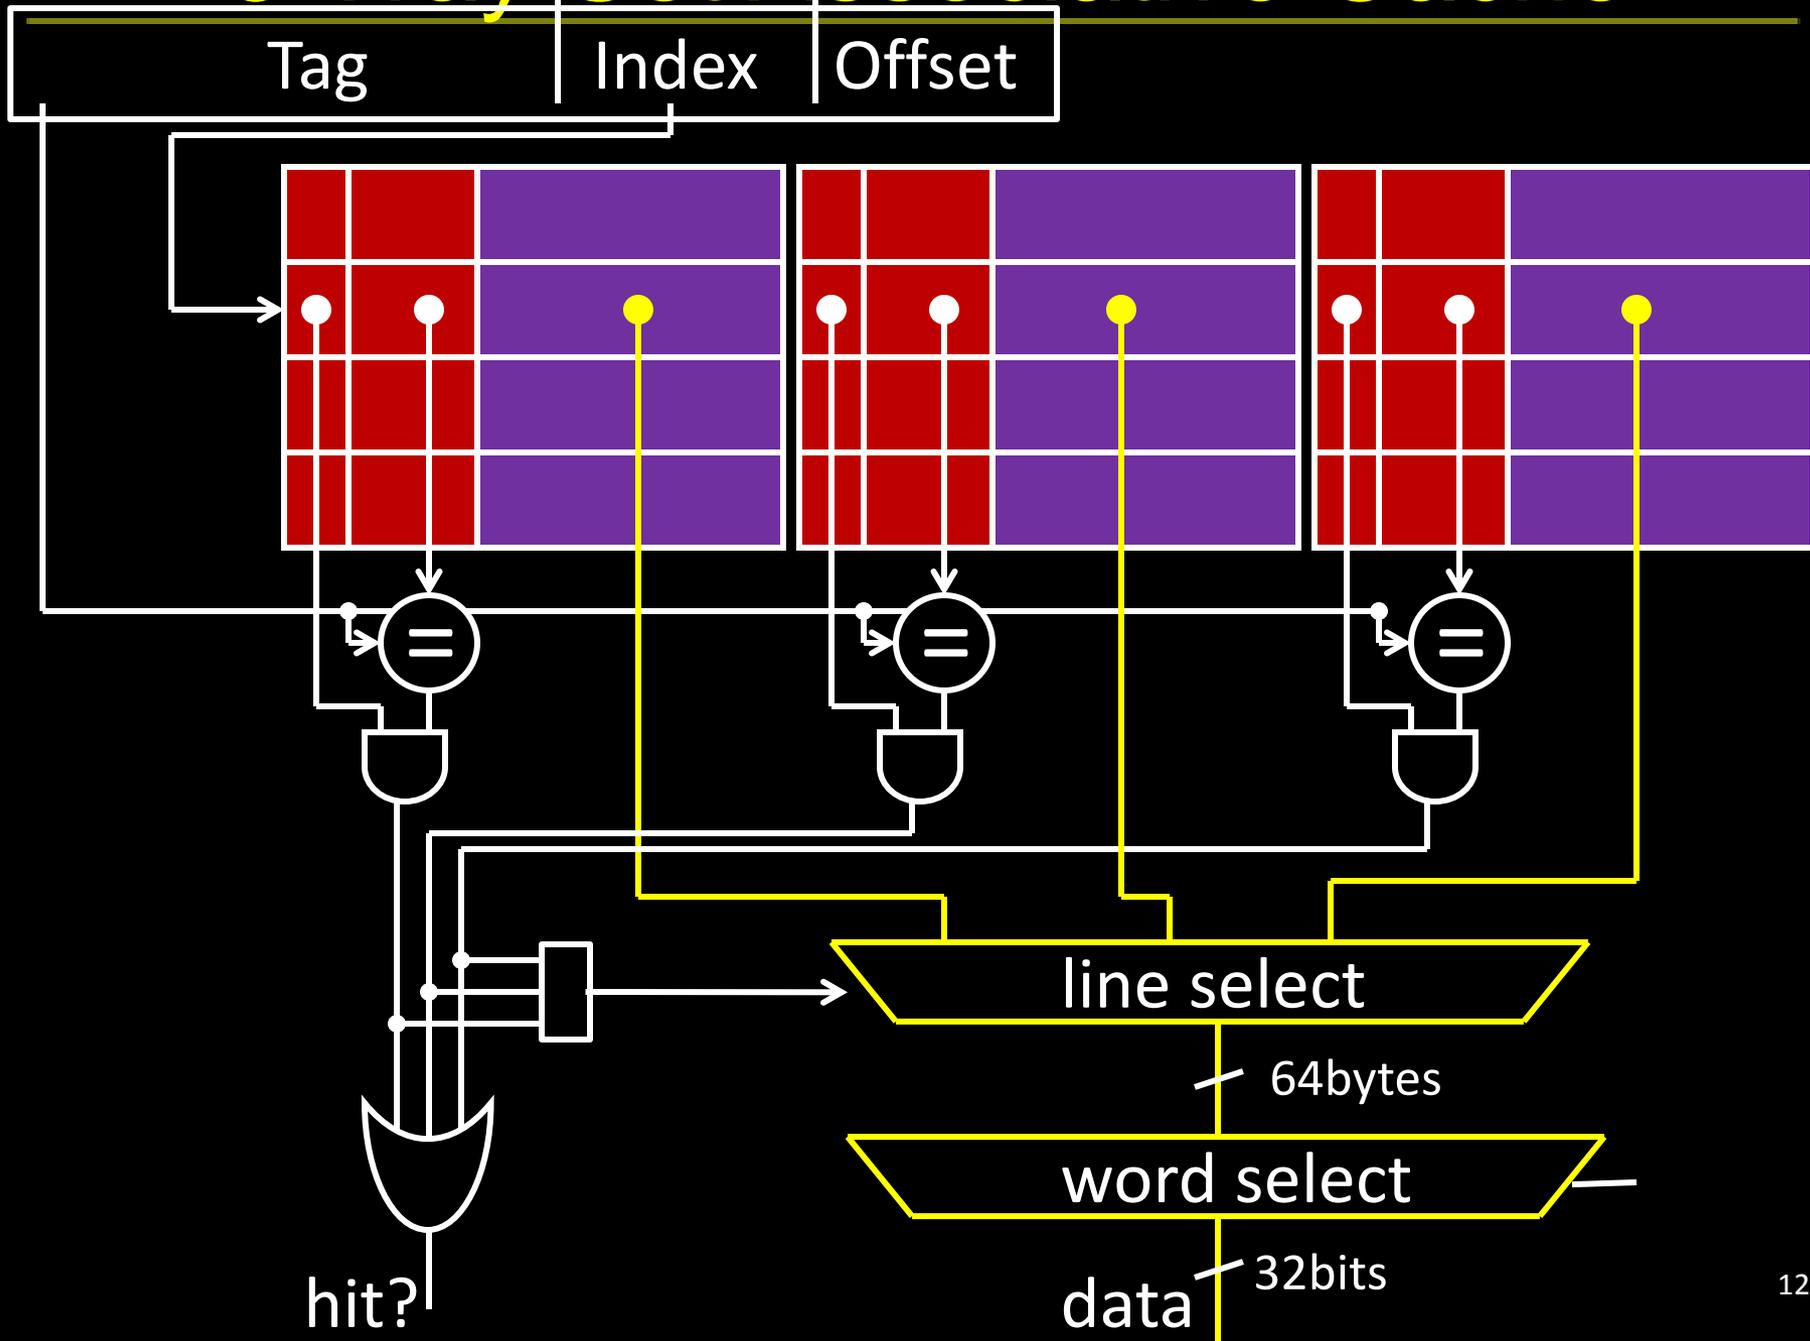 Tag Index Offset
=
=
=
line select
64bytes
word select
32bits
hit?
data
12